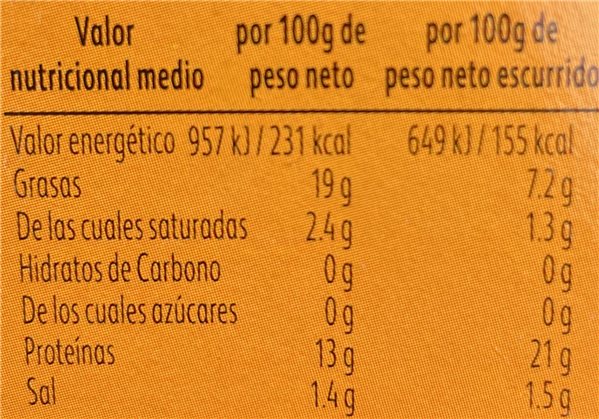 Valor por 100g de por 100g de
nutricional medio peso neto peso neto escurrido
Valor energético 957 kJ / 231 kcal 649 kJ / 155 kcal
Grasas 19 g 7.2 g
De las cuales saturadas 2.4 g 1.3 g
Hidratos de Carbono 0 g 0 g
De los cuales azúcares 0 g 0 g
Proteínas 13 g 21 g
Sal 1.4 g 1.5 g